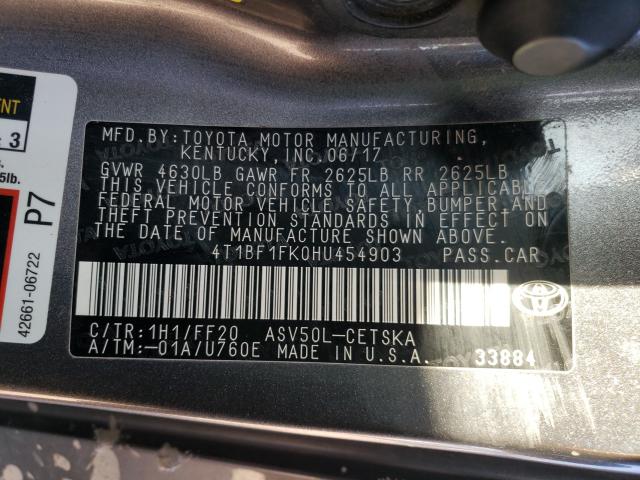 MFD. BY: TOYOTA MOTOR MANUFACTURING,
KENTUCKY, INC. 06/17
GVWR 4630LB GAWR FR 2625LB RR 2625LB
THIS VEHICLE CONFORMS TO ALL APPLICABLE
FEDERAL MOTOR VEHICLE SAFETY, BUMPER, AND
THEFT PREVENTION STANDARDS IN EFFECT ON
THE DATE OF MANUFACTURE SHOWN ABOVE.
4T1BF1FK0HU454903 PASS.CAR
C/TR:1H1/FF20 ASV50L-CETSKA
A/TM:-01A/U760E MADE IN U.S.A. 33884
3
5lb.
P7
42661-06722